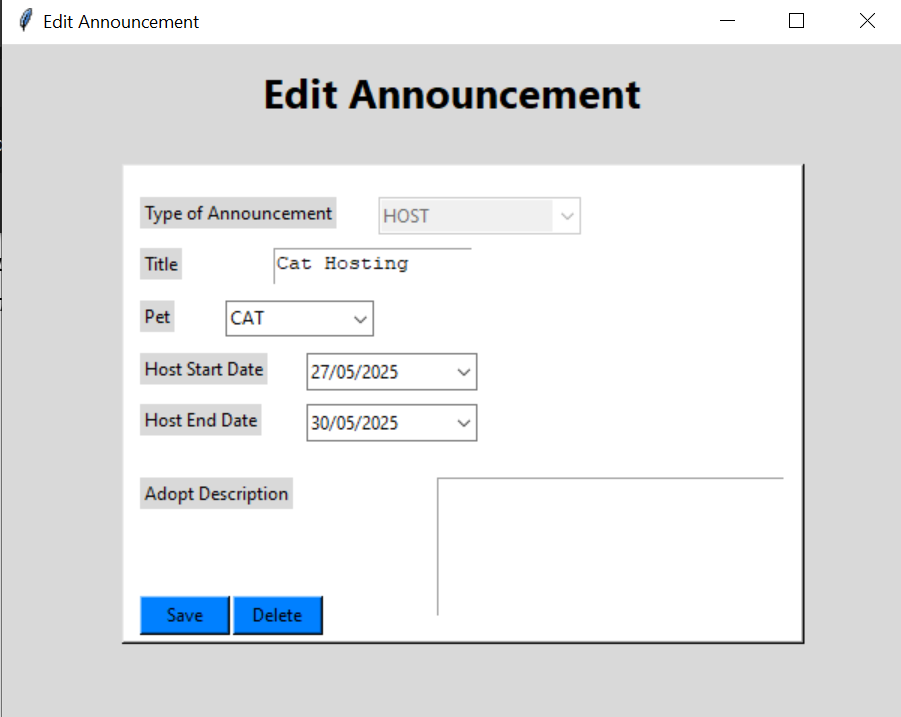 Edit Announcement
Edit Announcement
Type of Announcement HOST
Title Cat Hosting
Pet CAT
Host Start Date 27/05/2025
Host End Date 30/05/2025
Adopt Description
Save Delete